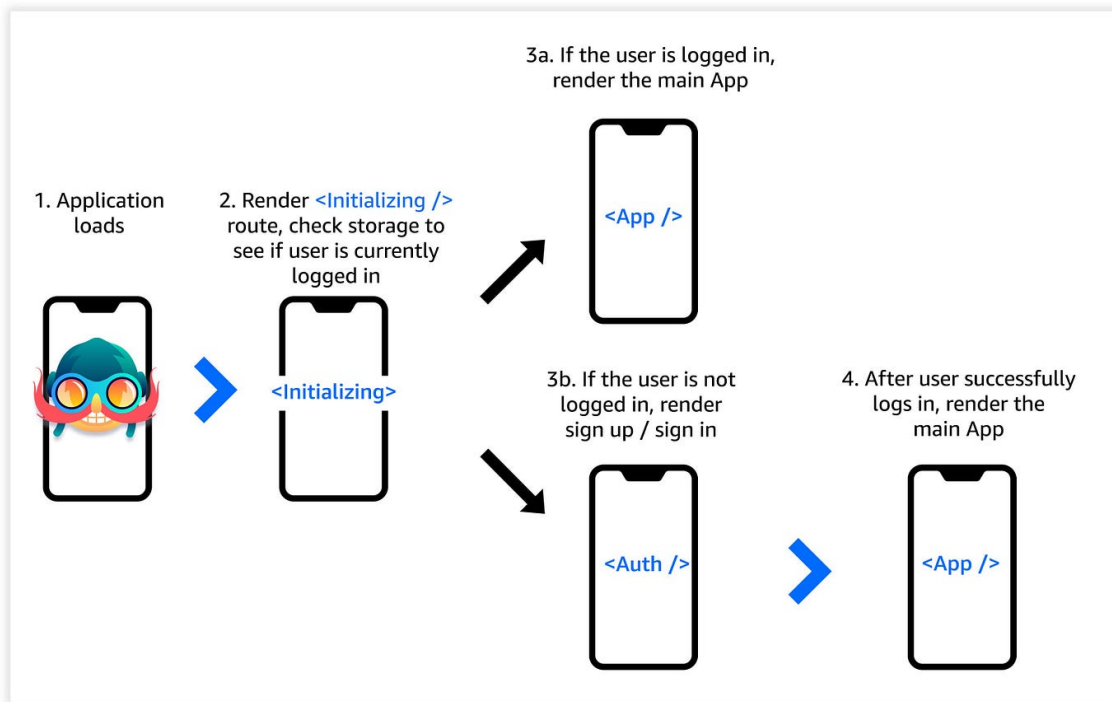 1. Application
loads
2. Render <Initializing />
route, check storage to
see if user is currently
logged in
<Initializing>
3a. If the user is logged in,
render the main App
<App />
3b. If the user is not
logged in, render
sign up / sign in
<Auth />
4. After user successfully
logs in, render the
main App
<App />